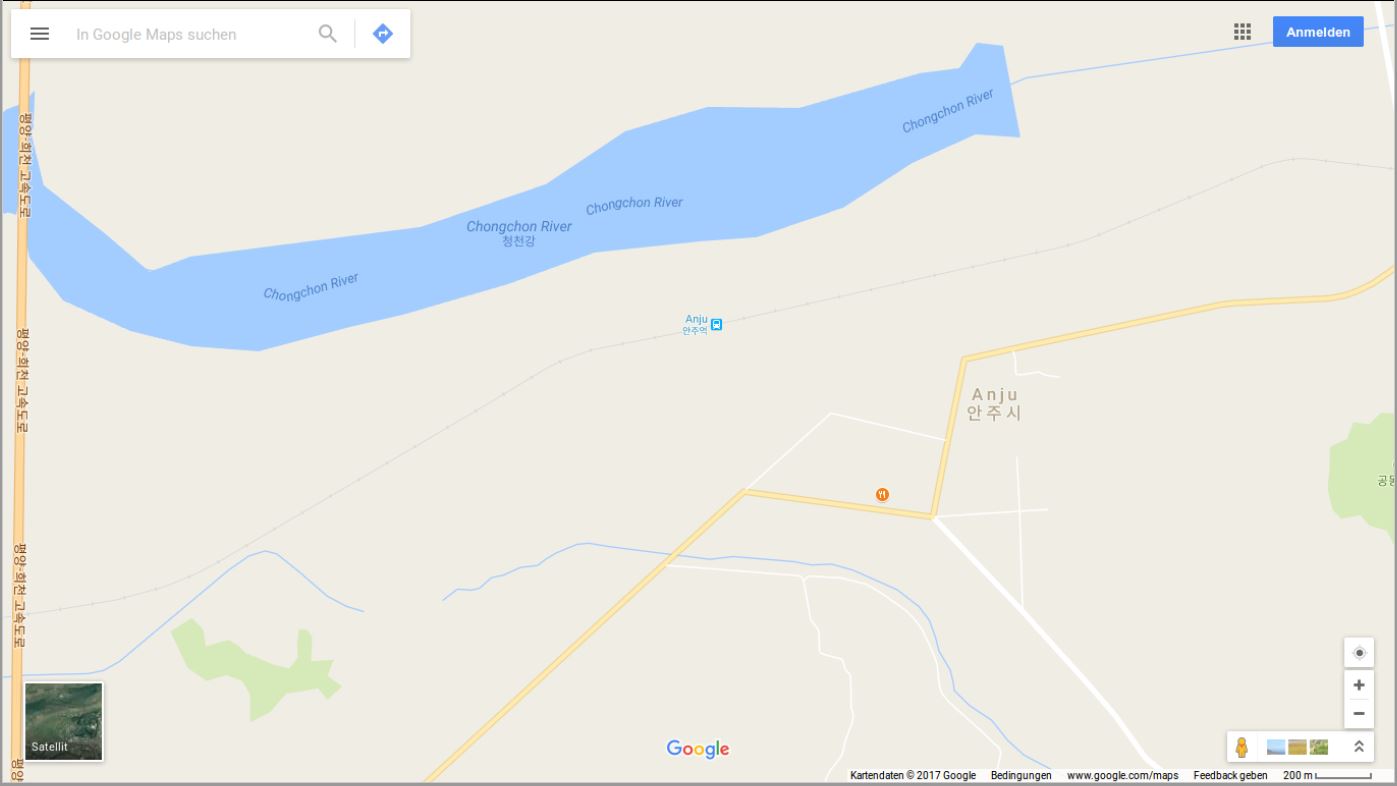 In Google Maps suchen
Anmelden
Chongchon River
평양-희천 고속도로
Chongchon River
Chongchon River
청천강
Chongchon River
Anju
안주역
평양-희천 고속도로
Anju
안주시
평양-희천 고속도로
Satellit
Google
평양
Kartendaten © 2017 Google Bedingungen www.google.com/maps Feedback geben 200 m